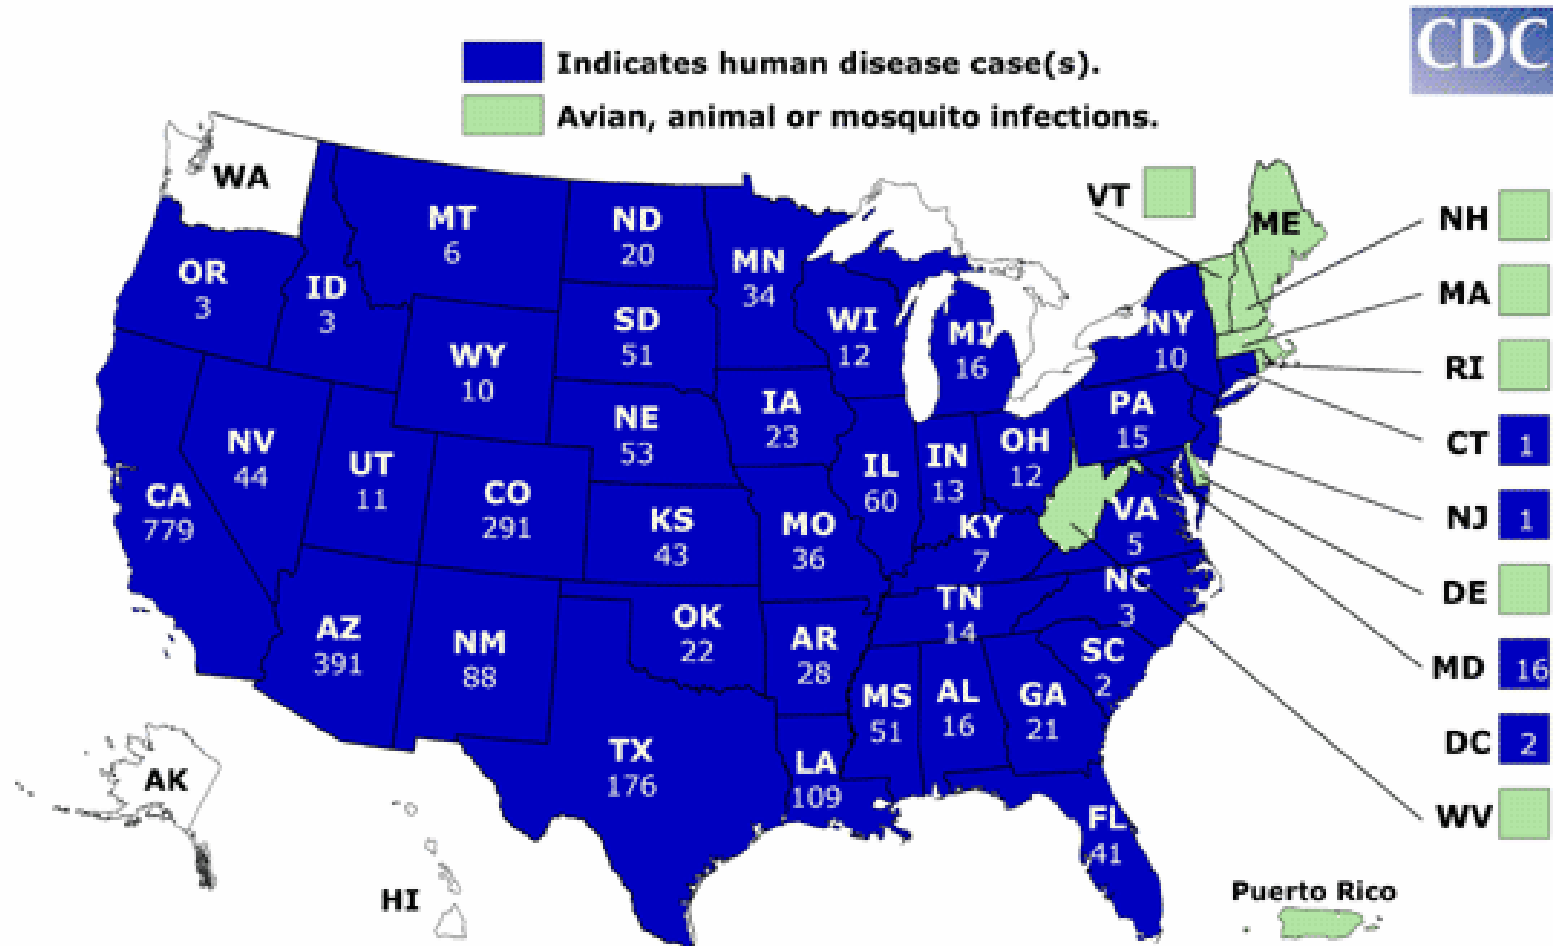 CDC
Indicates human disease case(s).
Avian, animal or mosquito infections.
WA
MT
6
ND
20
MN
34
OR
3
ID
3
SD
51
WI
12
MI
16
NY
10
VT
ME
NH
MA
RI
CT 1
NJ 1
DE
MD 16
DC 2
WV
WY
10
NE
53
IA
23
PA
15
NV
44
UT
11
CO
291
CA
779
KS
43
MO
36
IL
60
IN
13
OH
12
KY
7
VA
5
NC
3
TN
14
AZ
391
NM
88
OK
22
AR
28
SC
2
MS
51
AL
16
GA
21
TX
176
LA
109
FL
41
AK
HI
Puerto Rico